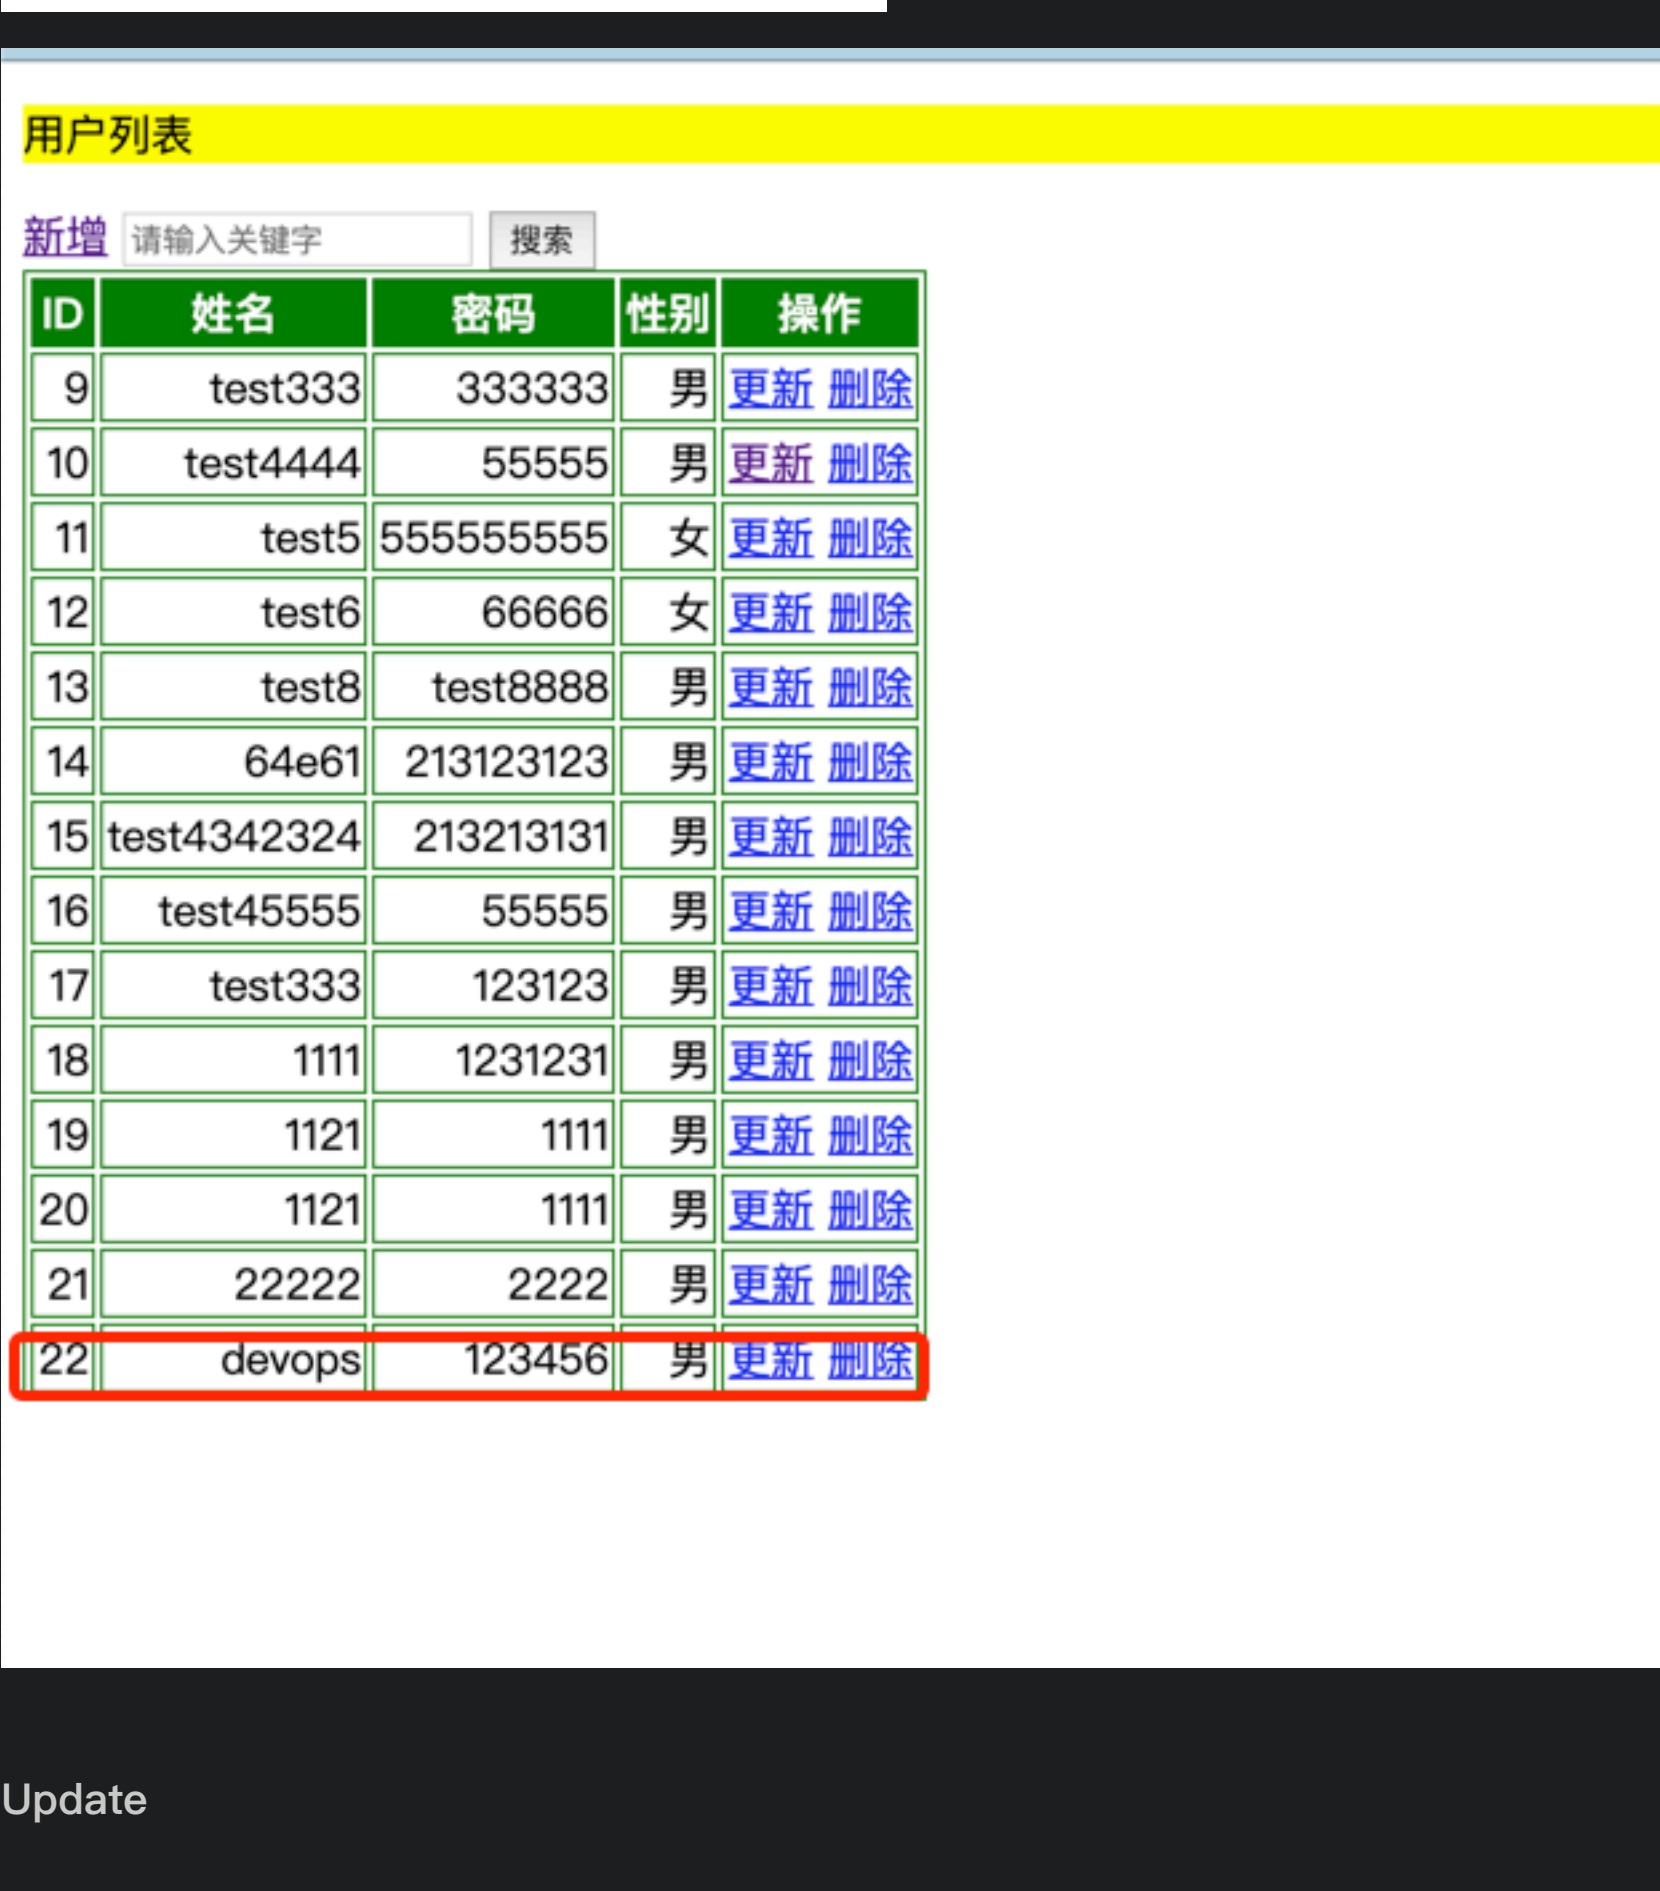 用户列表
新增 请输入关键字 搜索
ID 姓名 密码 性别 操作
9 test333 333333 男 更新 删除
10 test4444 55555 男 更新 删除
11 test5 555555555 女 更新 删除
12 test6 66666 女 更新 删除
13 test8 test8888 男 更新 删除
14 64e61 213123123 男 更新 删除
15 test4342324 213213131 男 更新 删除
16 test45555 55555 男 更新 删除
17 test333 123123 男 更新 删除
18 1111 1231231 男 更新 删除
19 1121 1111 男 更新 删除
20 1121 1111 男 更新 删除
21 22222 2222 男 更新 删除
22 devops 123456 男 更新 删除
Update